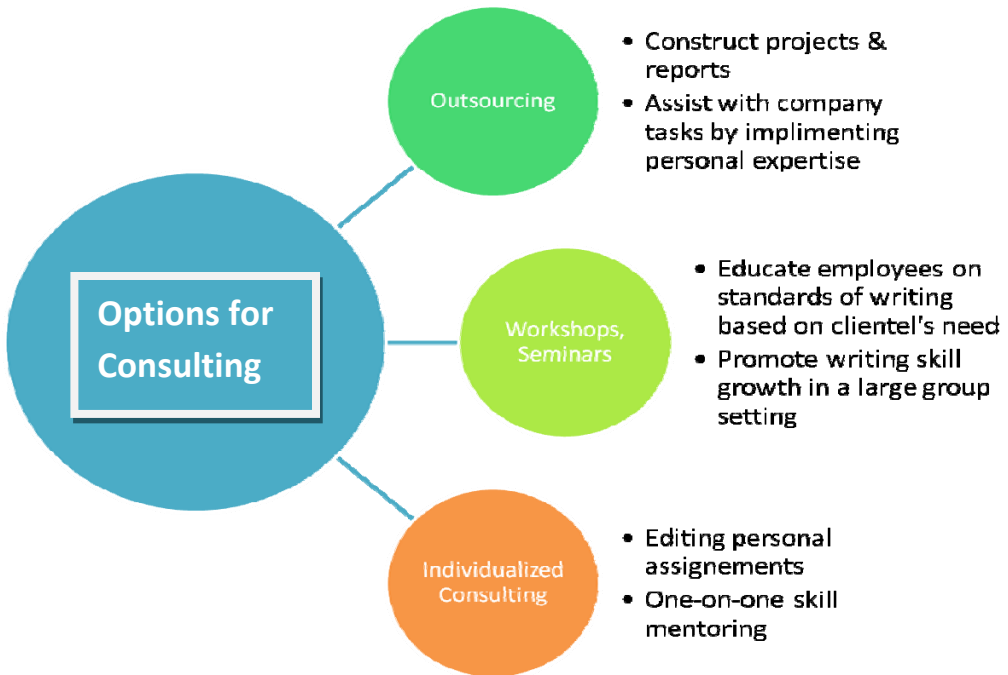 Options for
Consulting
Outsourcing
• Construct projects &
reports
• Assist with company
tasks by implimenting
personal expertise
Workshops,
Seminars
• Educate employees on
standards of writing
based on clientel's need
• Promote writing skill
growth in a large group
setting
Individualized
Consulting
• Editing personal
assignements
• One-on-one skill
mentoring